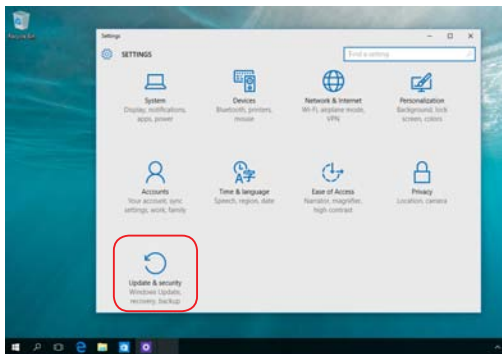 Recycle Bin
Settings
SETTINGS
Find a setting
System
Display, notifications,
apps, power
Devices
Bluetooth, printers,
mouse
Network & Internet
Wi-Fi, airplane mode,
VPN
Personalization
Background, lock
screen, colors
Accounts
Your account, sync
settings, work, family
Time & language
Speech, region, date
Ease of Access
Narrator, magnifier,
high contrast
Privacy
Location, camera
Update & security
Windows Update,
recovery, backup